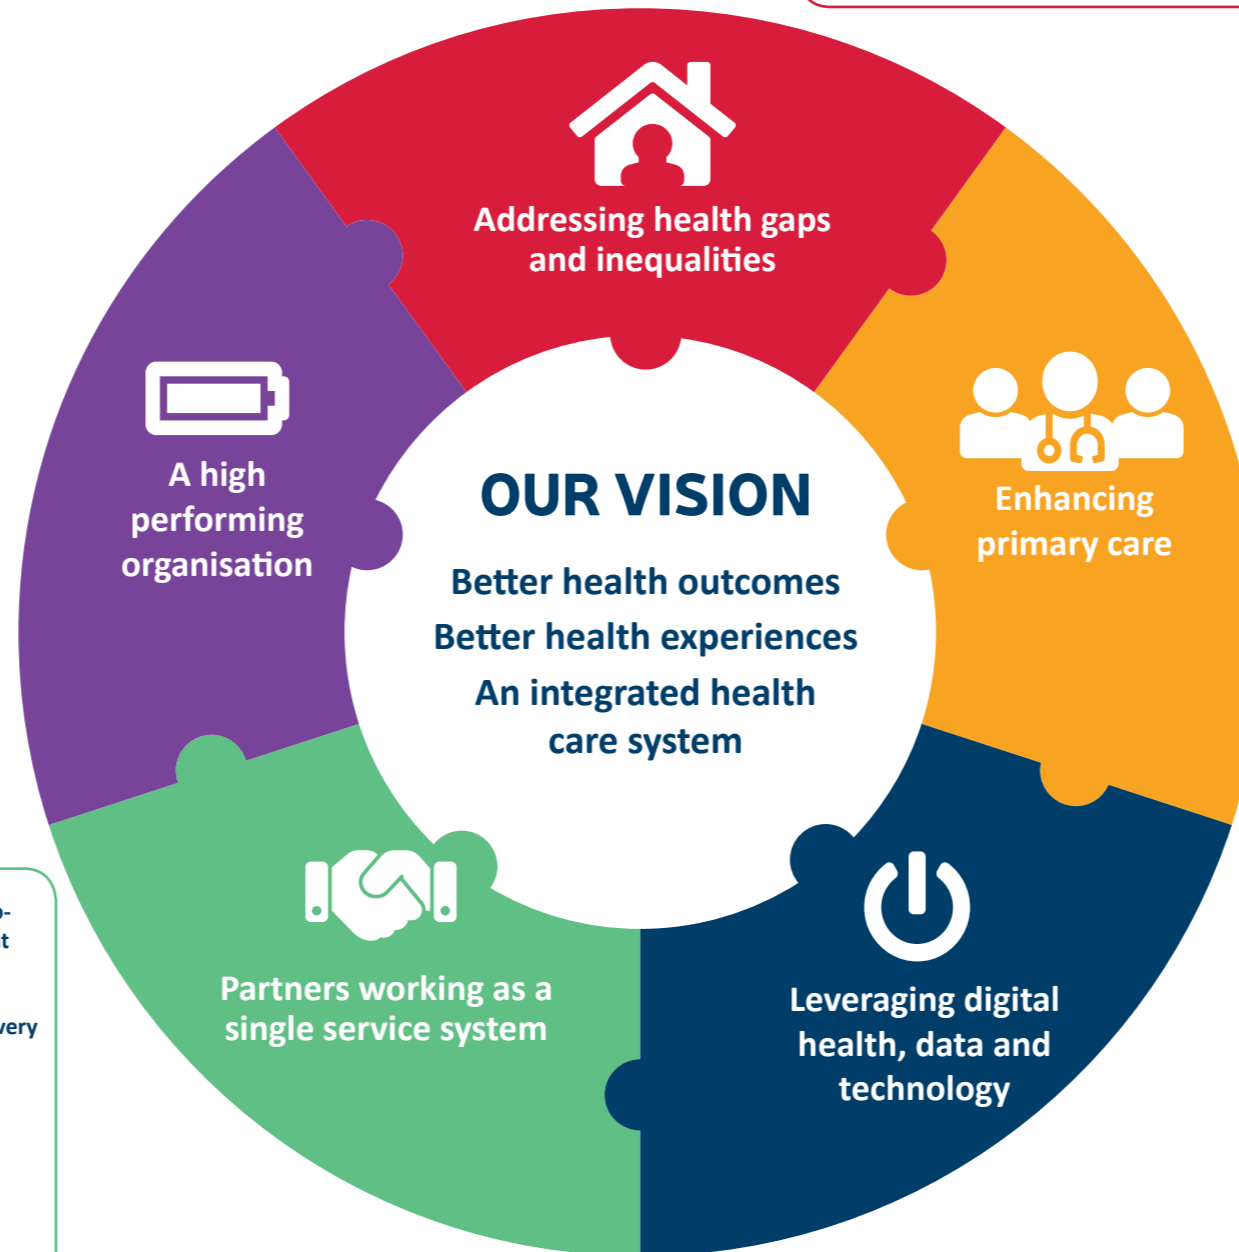 Addressing health gaps
and inequalities
A high
performing
organisation
Enhancing
primary care
OUR VISION
Better health outcomes
Better health experiences
An integrated health
care system
Partners working as a
single service system
Leveraging digital
health, data and
technology